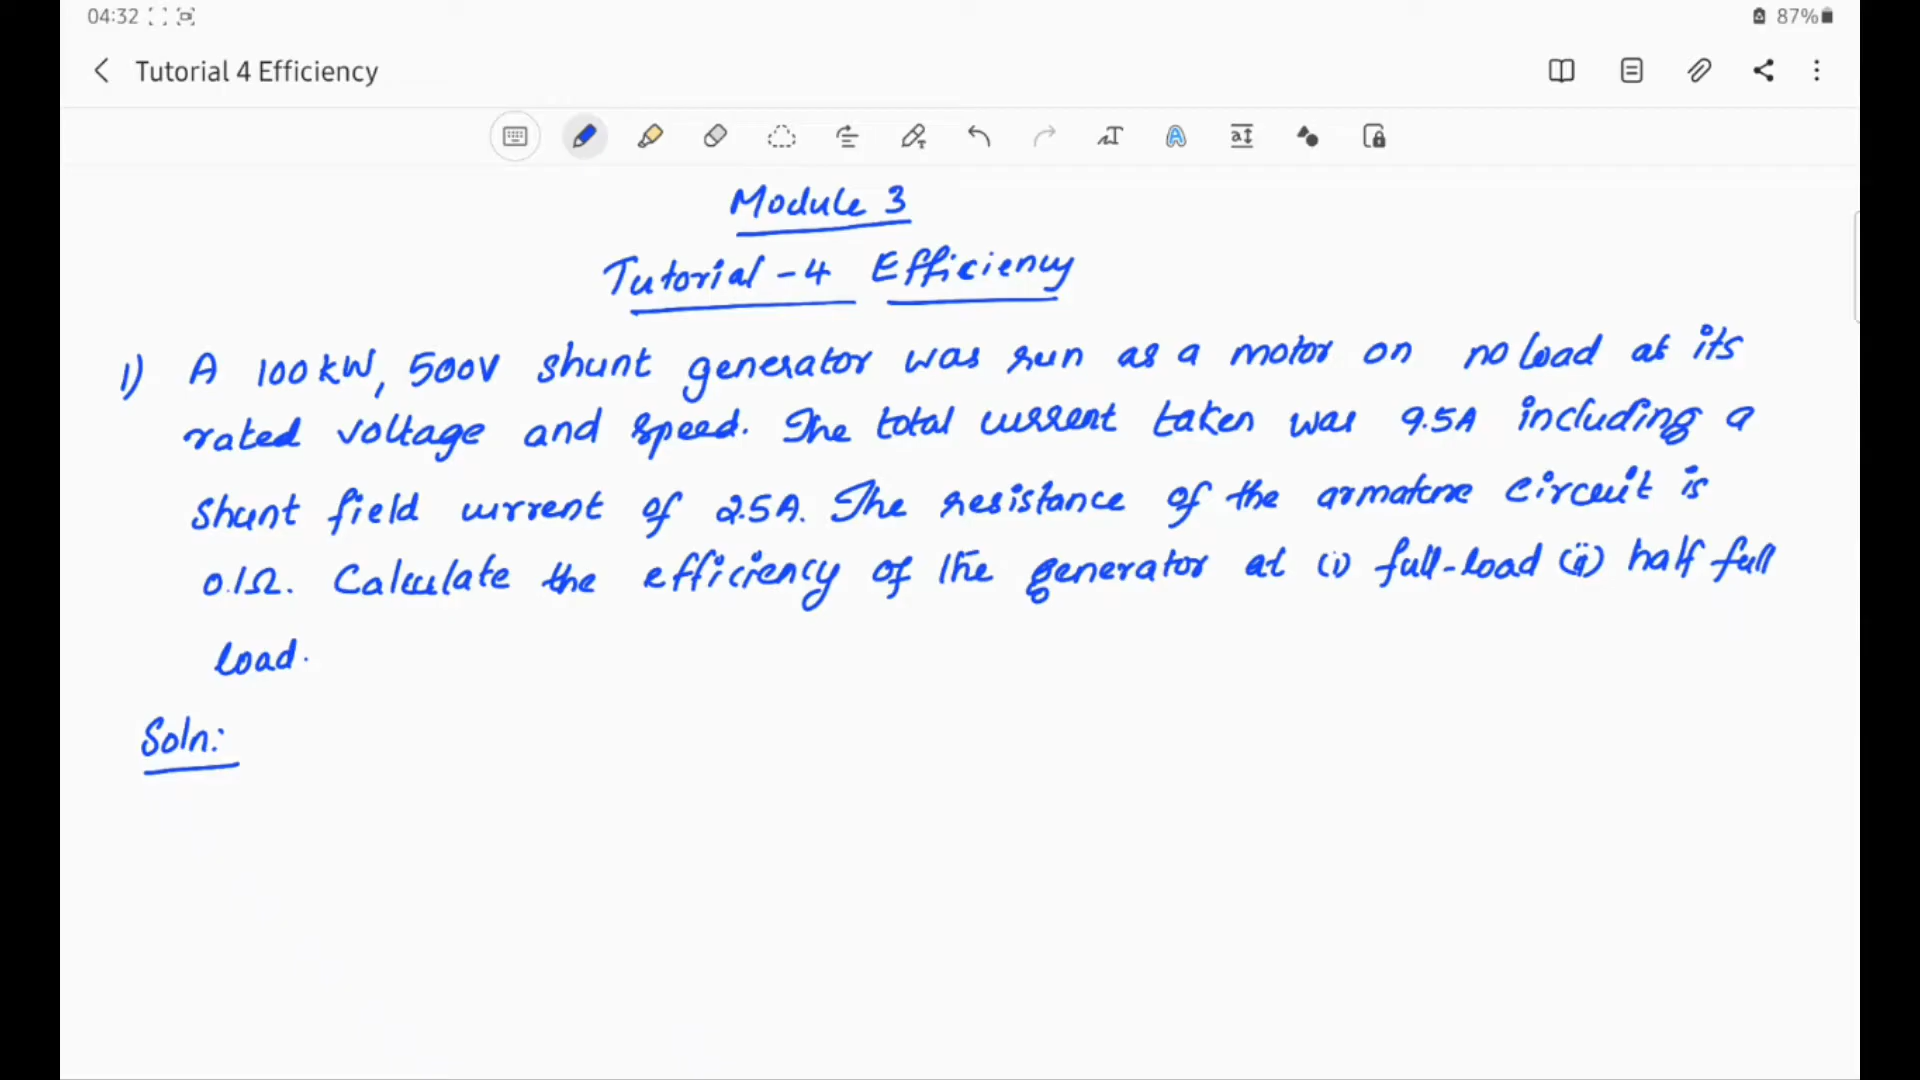 04:32
87%
Tutorial 4 Efficiency
Module 3
Tutorial - 4 Efficiency
1) A 100 kW, 500V shunt generator was run as a motor on no load at its
rated voltage and speed. The total current taken was 9.5A including a
shunt field current of 2.5A. The resistance of the armature circuit is
0.1Ω. Calculate the efficiency of the generator at (i) full-load (ii) half full
load.
Soln: